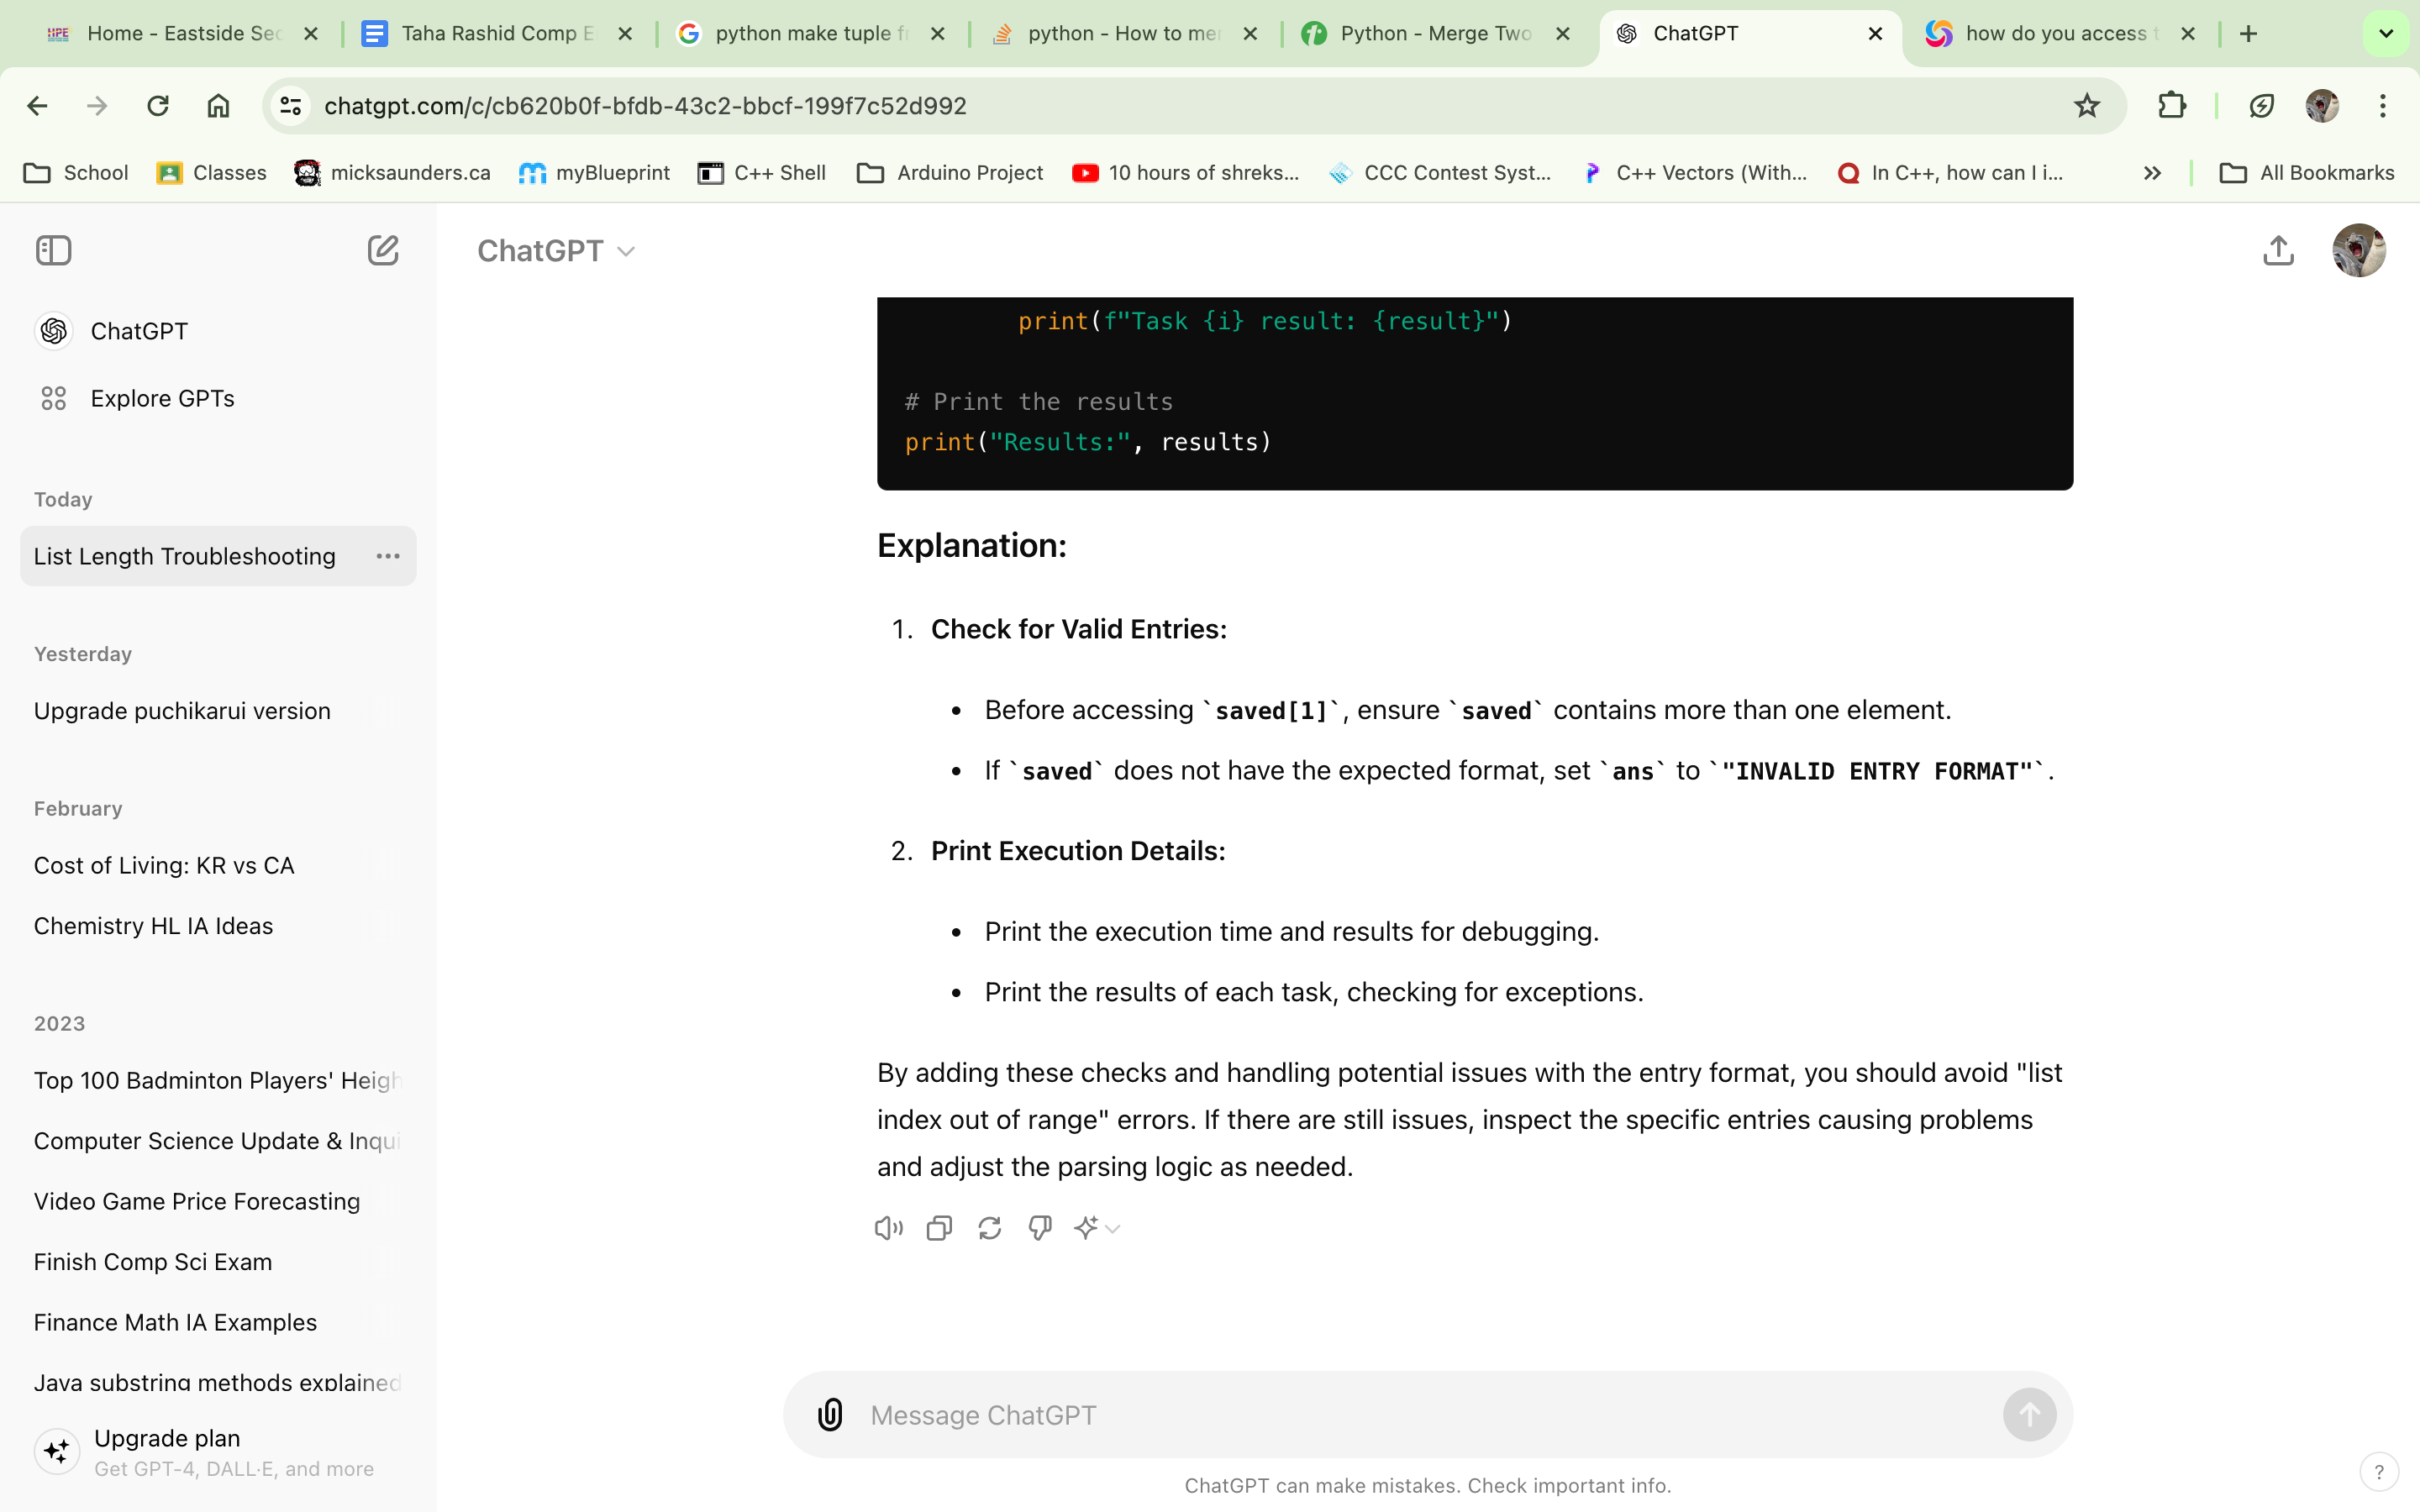 HPE
Home - Eastside Sec
Taha Rashid Comp E
python make tuple f
python - How to mer
Python - Merge Two
ChatGPT
how do you access t
chatgpt.com/c/cb620b0f-bfdb-43c2-bbcf-199f7c52d992
School
Classes
micksaunders.ca
myBlueprint
C++ Shell
Arduino Project
10 hours of shreks...
CCC Contest Syst...
C++ Vectors (With...
In C++, how can I i...
All Bookmarks
ChatGPT
ChatGPT
Explore GPTs
Today
List Length Troubleshooting
Yesterday
Upgrade puchikarui version
February
Cost of Living: KR vs CA
Chemistry HL IA Ideas
2023
Top 100 Badminton Players' Heigh
Computer Science Update & Inqui
Video Game Price Forecasting
Finish Comp Sci Exam
Finance Math IA Examples
Java substring methods explained
Upgrade plan
Get GPT-4, DALL·E, and more
print(f"Task {i} result: {result}")
# Print the results
print("Results:", results)
Explanation:
1. Check for Valid Entries:
• Before accessing `saved[1]`, ensure `saved` contains more than one element.
• If `saved` does not have the expected format, set `ans` to `"INVALID ENTRY FORMAT"`.
2. Print Execution Details:
• Print the execution time and results for debugging.
• Print the results of each task, checking for exceptions.
By adding these checks and handling potential issues with the entry format, you should avoid "list
index out of range" errors. If there are still issues, inspect the specific entries causing problems
and adjust the parsing logic as needed.
Message ChatGPT
ChatGPT can make mistakes. Check important info.
?